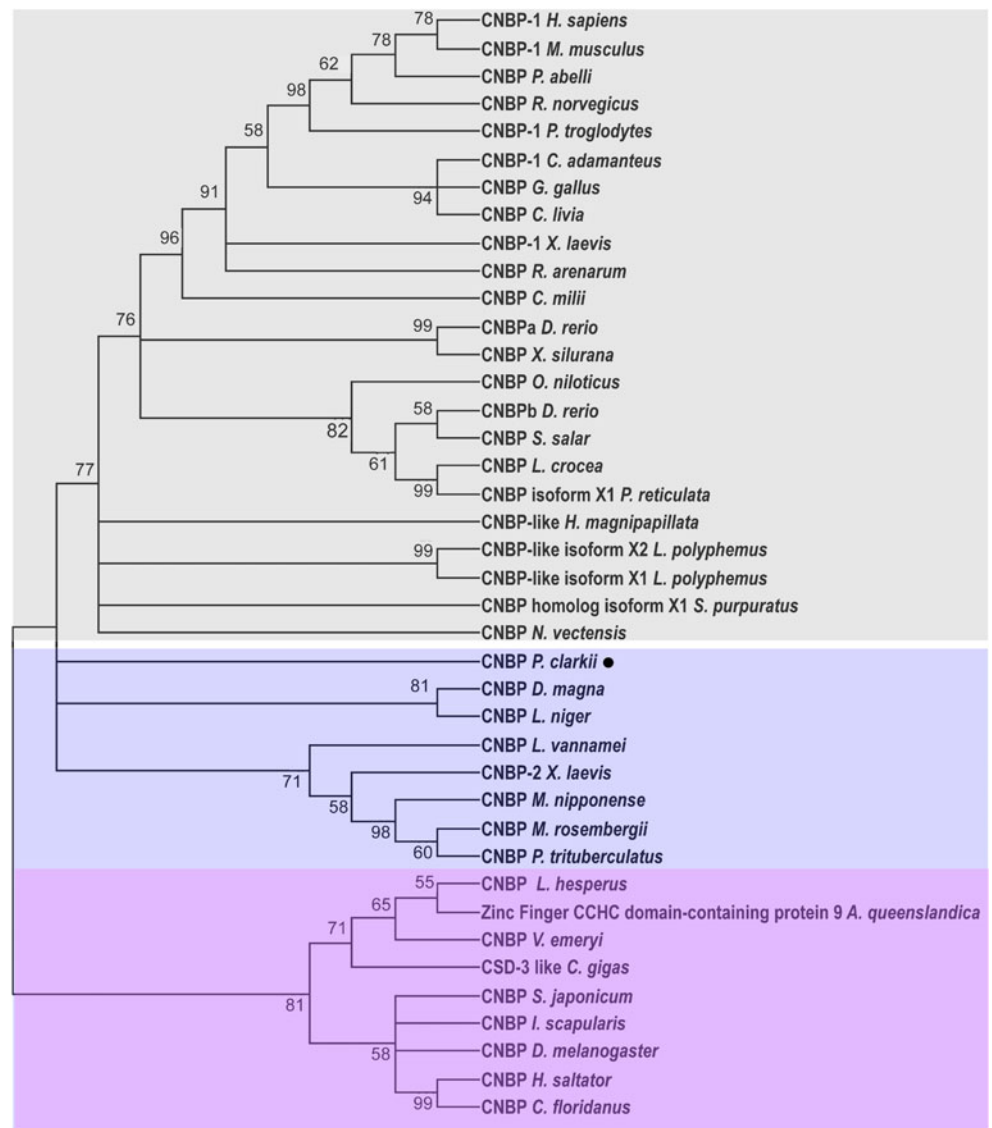 78
CNBP-1 H. sapiens
78
CNBP-1 M. musculus
62
CNBP P. abelli
98
CNBP R. norvegicus
58
CNBP-1 P. troglodytes
CNBP-1 C. adamanteus
91
CNBP G. gallus
94
CNBP C. livia
96
CNBP-1 X. laevis
CNBP R. arenarum
CNBP C. milii
76
99
CNBPa D. rerio
CNBP X. silurana
CNBP O. niloticus
82
58
CNBPb D. rerio
CNBP S. salar
61
CNBP L. crocea
77
99
CNBP isoform X1 P. reticulata
CNBP-like H. magnipapillata
99
CNBP-like isoform X2 L. polyphemus
CNBP-like isoform X1 L. polyphemus
CNBP homolog isoform X1 S. purpuratus
CNBP N. vectensis
CNBP P. clarkii
81
CNBP D. magna
CNBP L. niger
CNBP L. vannamei
71
CNBP-2 X. laevis
58
CNBP M. nipponense
98
CNBP M. rosembergii
60
CNBP P. trituberculatus
55
CNBP L. hesperus
65
Zinc Finger CCHC domain-containing protein 9 A. queenslandica
71
CNBP V. emeryi
CSD-3 like C. gigas
81
CNBP S. japonicum
CNBP I. scapularis
58
CNBP D. melanogaster
CNBP H. saltator
99
CNBP C. floridanus